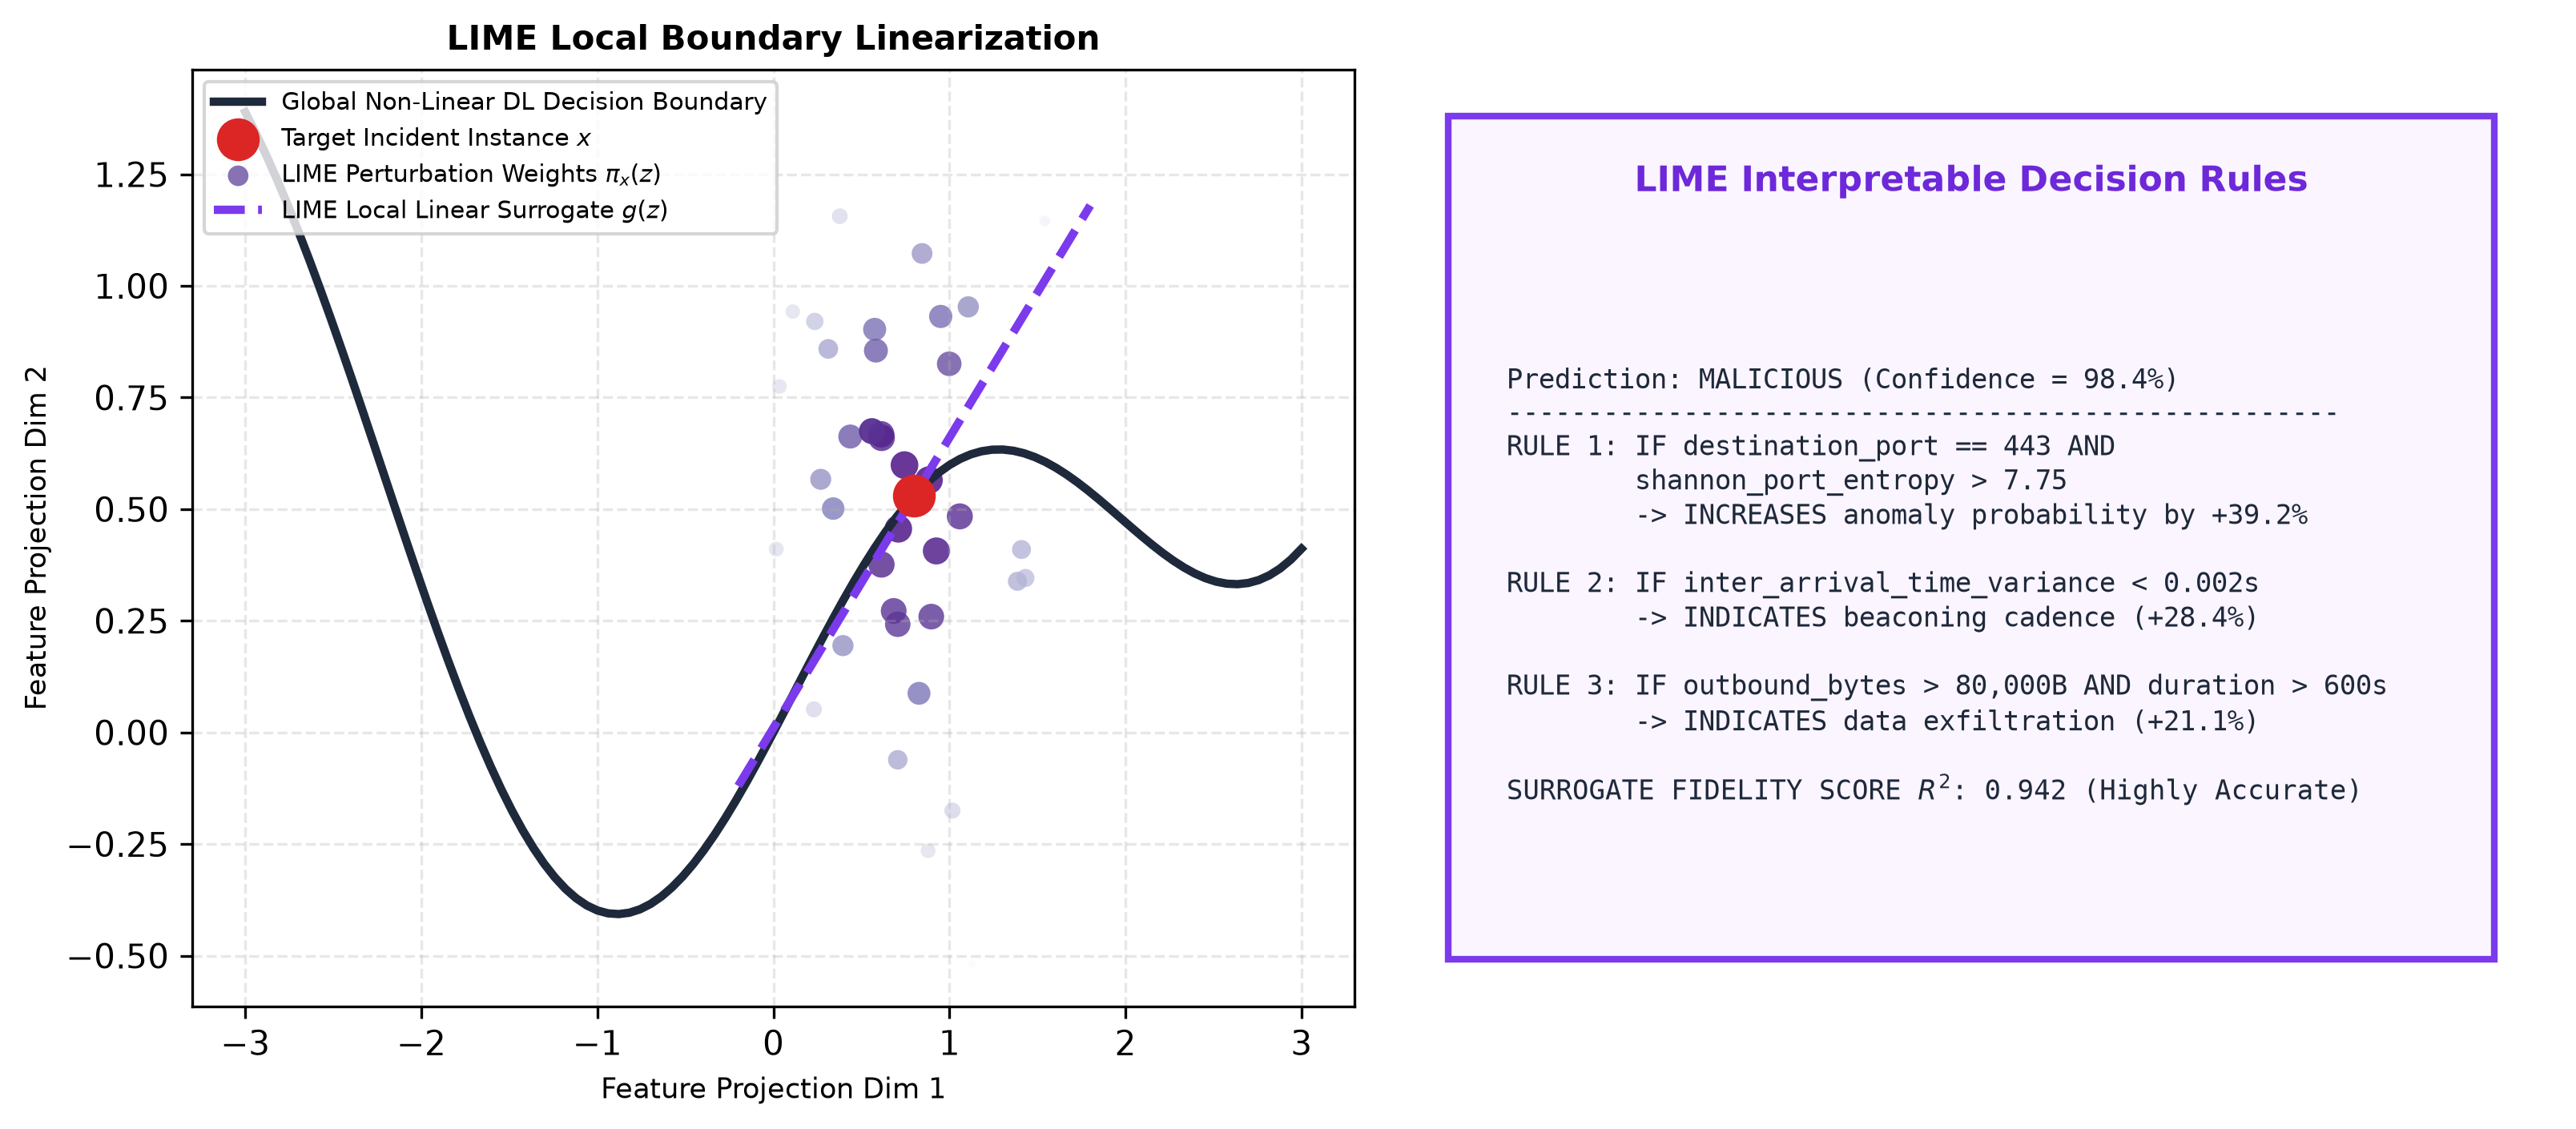 LIME Local Boundary Linearization
Global Non-Linear DL Decision Boundary
Target Incident Instance x
LIME Perturbation Weights πₓ(z)
LIME Local Linear Surrogate g(z)
1.25
1.00
0.75
0.50
0.25
0.00
−0.25
−0.50
Feature Projection Dim 2
−3
−2
−1
0
1
2
3
Feature Projection Dim 1
LIME Interpretable Decision Rules
Prediction: MALICIOUS (Confidence = 98.4%)
----------------------------------------------------
RULE 1: IF destination_port == 443 AND
shannon_port_entropy > 7.75
-> INCREASES anomaly probability by +39.2%
RULE 2: IF inter_arrival_time_variance < 0.002s
-> INDICATES beaconing cadence (+28.4%)
RULE 3: IF outbound_bytes > 80,000B AND duration > 600s
-> INDICATES data exfiltration (+21.1%)
SURROGATE FIDELITY SCORE R²: 0.942 (Highly Accurate)